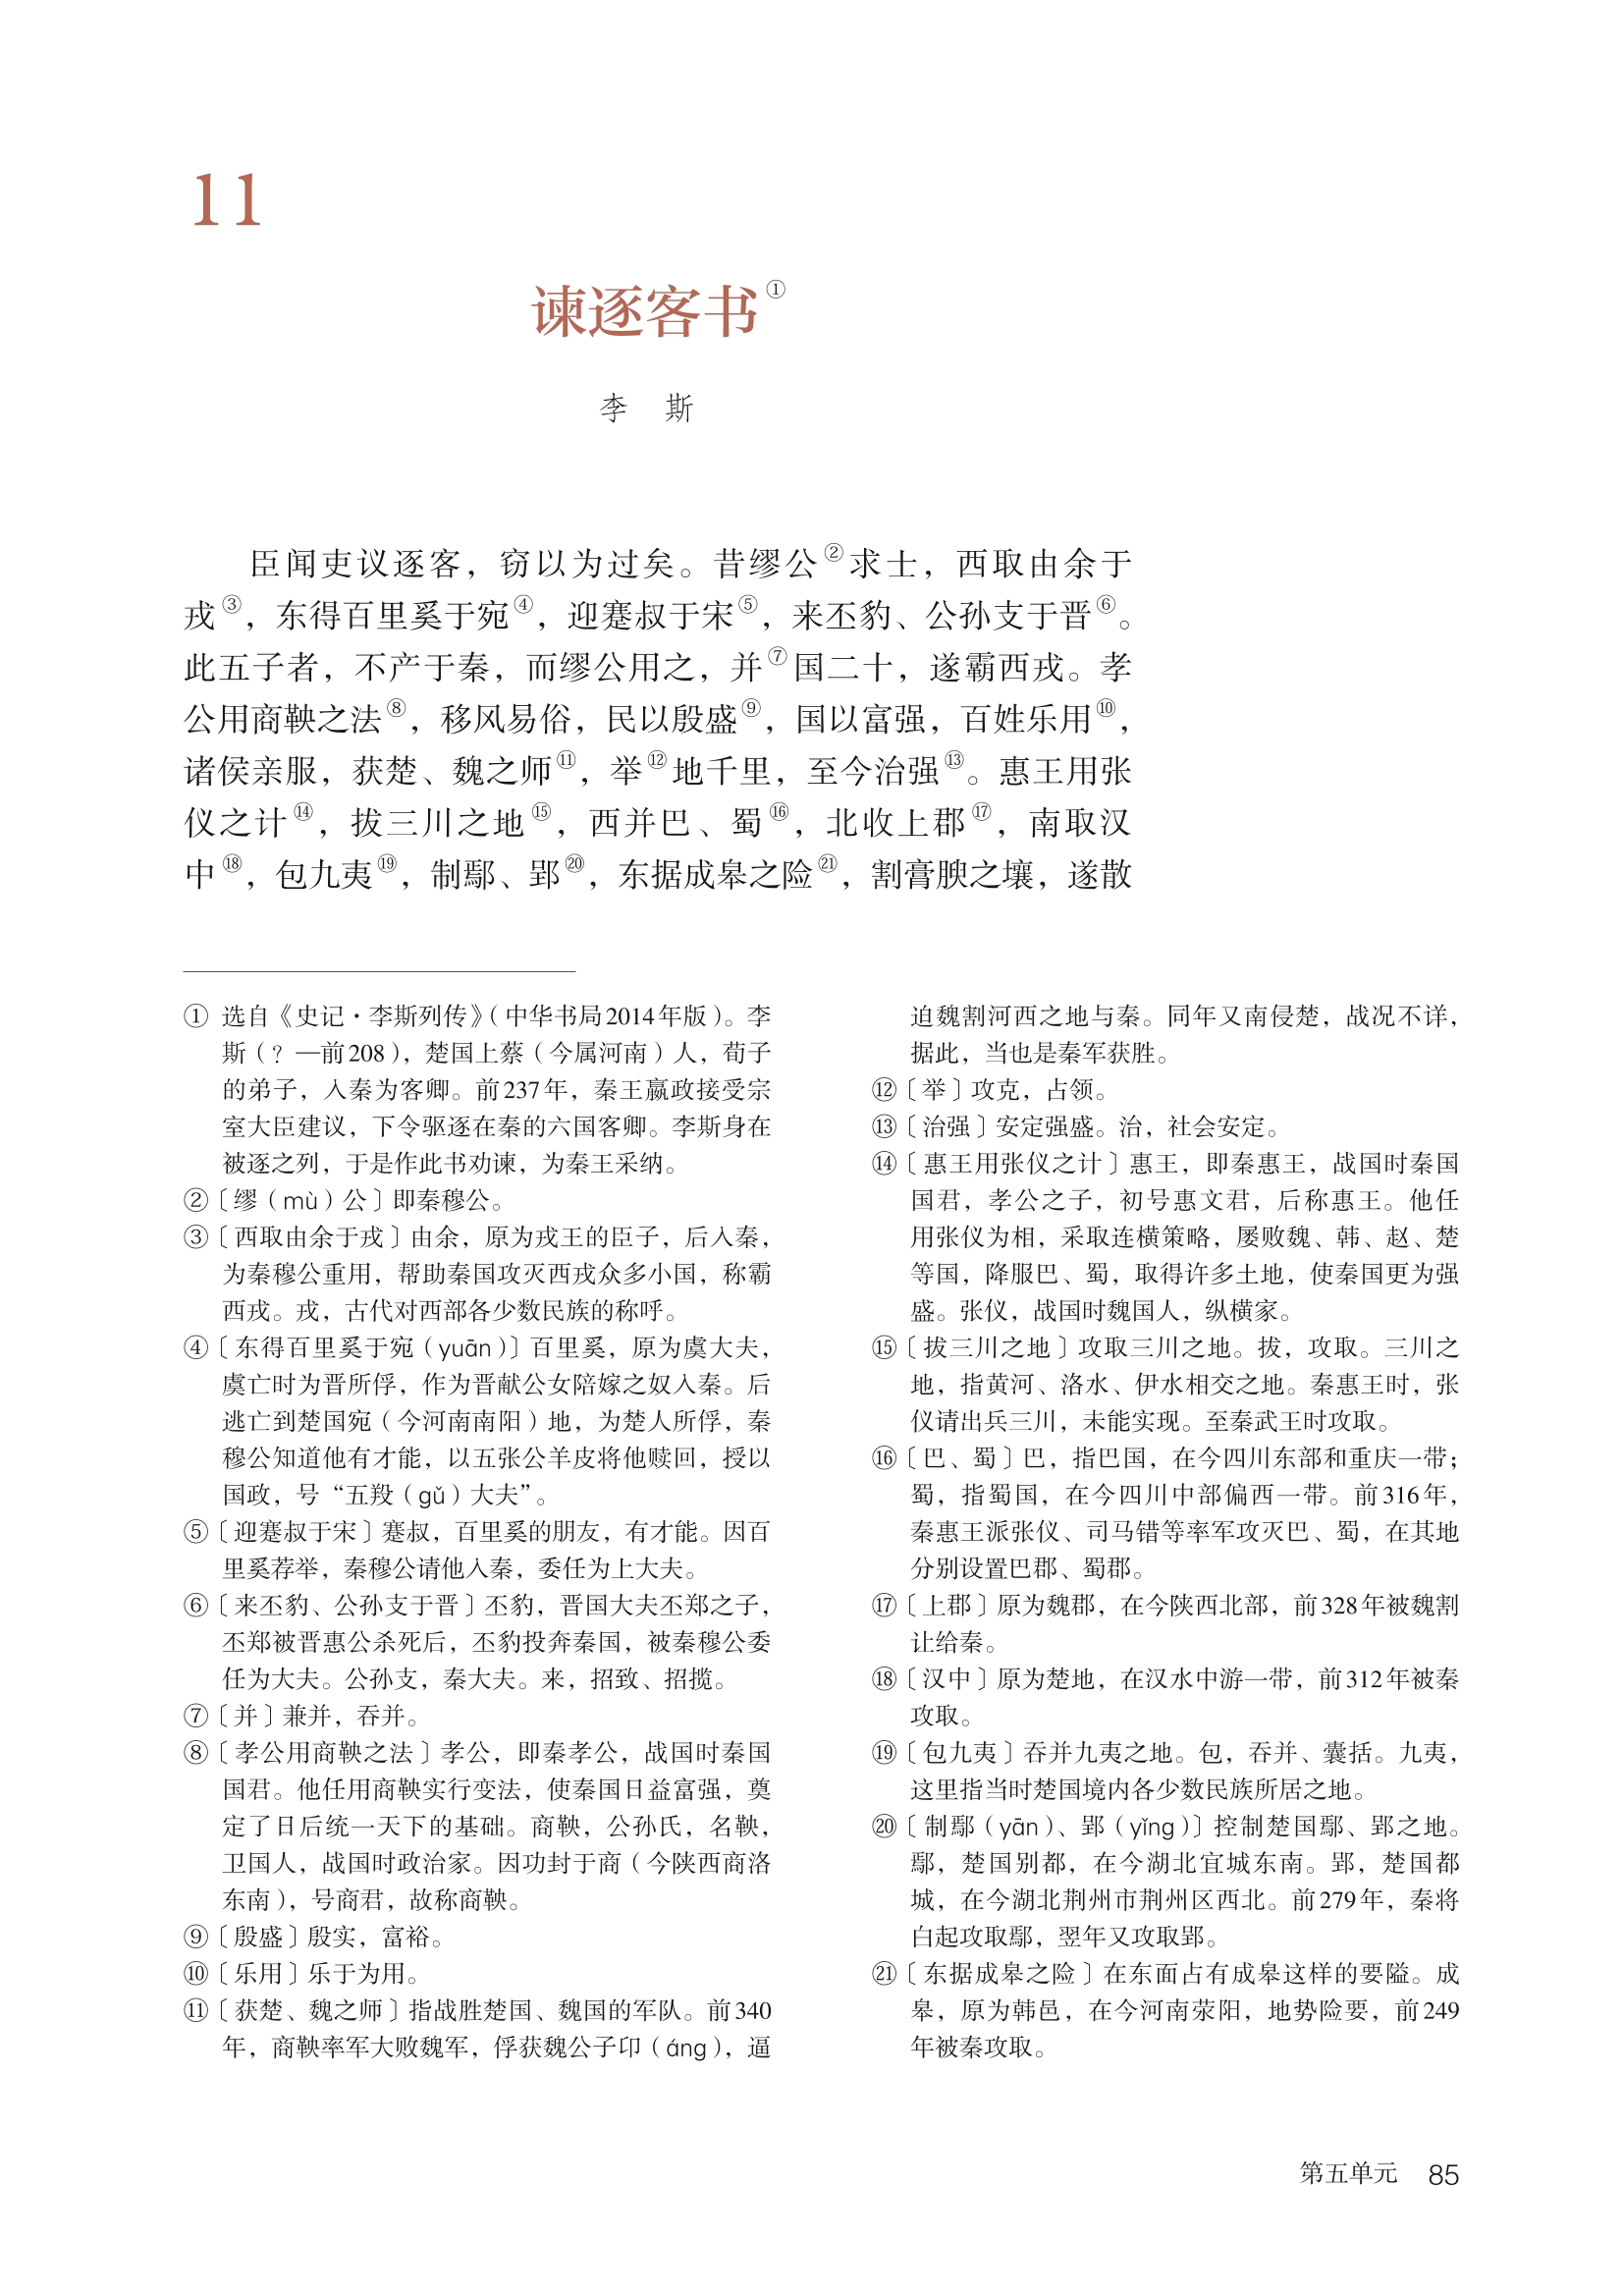 11
谏逐客书①
李 斯
臣闻吏议逐客，窃以为过矣。昔缪公②求士，西取由余于
戎③，东得百里奚于宛④，迎蹇叔于宋⑤，来丕豹、公孙支于晋⑥。
此五子者，不产于秦，而缪公用之，并⑦国二十，遂霸西戎。孝
公用商鞅之法⑧，移风易俗，民以殷盛⑨，国以富强，百姓乐用⑩，
诸侯亲服，获楚、魏之师⑪，举⑫地千里，至今治强⑬。惠王用张
仪之计⑭，拔三川之地⑮，西并巴、蜀⑯，北收上郡⑰，南取汉
中⑱，包九夷⑲，制鄢、郢⑳，东据成皋之险㉑，割膏腴之壤，遂散
① 选自《史记·李斯列传》（中华书局2014年版）。李
斯（？—前208），楚国上蔡（今属河南）人，荀子
的弟子，入秦为客卿。前237年，秦王嬴政接受宗
室大臣建议，下令驱逐在秦的六国客卿。李斯身在
被逐之列，于是作此书劝谏，为秦王采纳。
②〔缪（mù）公〕即秦穆公。
③〔西取由余于戎〕由余，原为戎王的臣子，后入秦，
为秦穆公重用，帮助秦国攻灭西戎众多小国，称霸
西戎。戎，古代对西部各少数民族的称呼。
④〔东得百里奚于宛（yuān）〕百里奚，原为虞大夫，
虞亡时为晋所俘，作为晋献公女陪嫁之奴入秦。后
逃亡到楚国宛（今河南南阳）地，为楚人所俘，秦
穆公知道他有才能，以五张公羊皮将他赎回，授以
国政，号“五羖（gǔ）大夫”。
⑤〔迎蹇叔于宋〕蹇叔，百里奚的朋友，有才能。因百
里奚荐举，秦穆公请他入秦，委任为上大夫。
⑥〔来丕豹、公孙支于晋〕丕豹，晋国大夫丕郑之子，
丕郑被晋惠公杀死后，丕豹投奔秦国，被秦穆公委
任为大夫。公孙支，秦大夫。来，招致、招揽。
⑦〔并〕兼并，吞并。
⑧〔孝公用商鞅之法〕孝公，即秦孝公，战国时秦国
国君。他任用商鞅实行变法，使秦国日益富强，奠
定了日后统一天下的基础。商鞅，公孙氏，名鞅，
卫国人，战国时政治家。因功封于商（今陕西商洛
东南），号商君，故称商鞅。
⑨〔殷盛〕殷实，富裕。
⑩〔乐用〕乐于为用。
⑪〔获楚、魏之师〕指战胜楚国、魏国的军队。前340
年，商鞅率军大败魏军，俘获魏公子卬（áng），逼
迫魏割河西之地与秦。同年又南侵楚，战况不详，
据此，当也是秦军获胜。
⑫〔举〕攻克，占领。
⑬〔治强〕安定强盛。治，社会安定。
⑭〔惠王用张仪之计〕惠王，即秦惠王，战国时秦国
国君，孝公之子，初号惠文君，后称惠王。他任
用张仪为相，采取连横策略，屡败魏、韩、赵、楚
等国，降服巴、蜀，取得许多土地，使秦国更为强
盛。张仪，战国时魏国人，纵横家。
⑮〔拔三川之地〕攻取三川之地。拔，攻取。三川之
地，指黄河、洛水、伊水相交之地。秦惠王时，张
仪请出兵三川，未能实现。至秦武王时攻取。
⑯〔巴、蜀〕巴，指巴国，在今四川东部和重庆一带；
蜀，指蜀国，在今四川中部偏西一带。前316年，
秦惠王派张仪、司马错等率军攻灭巴、蜀，在其地
分别设置巴郡、蜀郡。
⑰〔上郡〕原为魏郡，在今陕西北部，前328年被魏割
让给秦。
⑱〔汉中〕原为楚地，在汉水中游一带，前312年被秦
攻取。
⑲〔包九夷〕吞并九夷之地。包，吞并、囊括。九夷，
这里指当时楚国境内各少数民族所居之地。
⑳〔制鄢（yān）、郢（yǐng）〕控制楚国鄢、郢之地。
鄢，楚国别都，在今湖北宜城东南。郢，楚国都
城，在今湖北荆州市荆州区西北。前279年，秦将
白起攻取鄢，翌年又攻取郢。
㉑〔东据成皋之险〕在东面占有成皋这样的要隘。成
皋，原为韩邑，在今河南荥阳，地势险要，前249
年被秦攻取。
第五单元 85